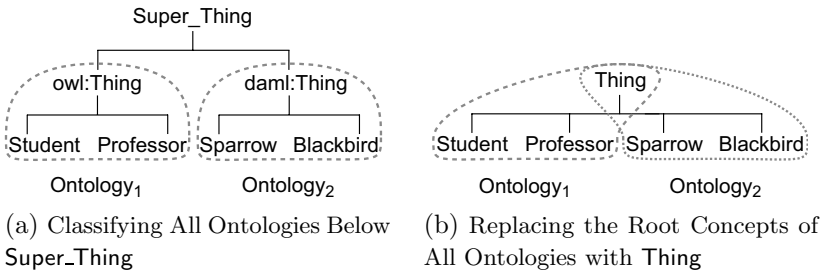 Super_Thing
owl:Thing daml:Thing
Student Professor Sparrow Blackbird
Ontology1 Ontology2
(a) Classifying All Ontologies Below
Super_Thing
Thing
Student Professor Sparrow Blackbird
Ontology1 Ontology2
(b) Replacing the Root Concepts of
All Ontologies with Thing